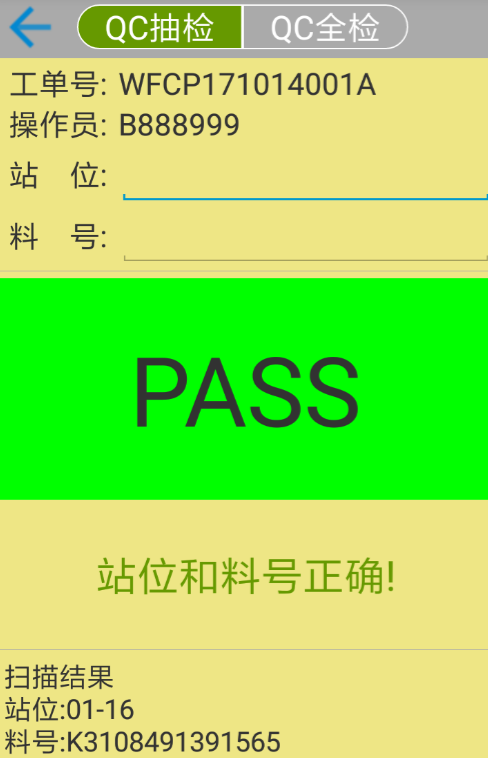 QC抽检 QC全检
工单号: WFCP171014001A
操作员: B888999
站 位:
料 号:
PASS
站位和料号正确!
扫描结果
站位:01-16
料号:K3108491391565